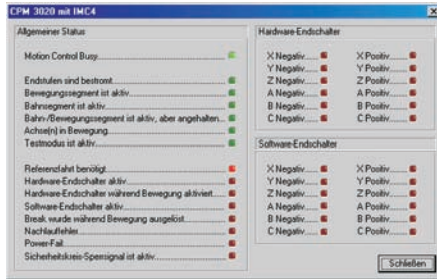 CPM 3020 mit IMC4
Allgemeiner Status
Motion Control Busy
Endstufen sind bestromt
Bewegungssegment ist aktiv
Bahnsegment ist aktiv
Bahn-/Bewegungssegment ist aktiv, aber angehalten...
Achse(n) in Bewegung
Testmodus ist aktiv
Referenzfahrt benötigt
Hardware-Endschalter aktiv
Hardware-Endschalter während Bewegung aktiviert
Software-Endschalter aktiv
Break wurde während Bewegung ausgelöst
Nachlauffehler
Power-Fail
Sicherheitskreis-Sperrsignal ist aktiv
Hardware-Endschalter
X Negativ X Positiv
Y Negativ Y Positiv
Z Negativ Z Positiv
A Negativ A Positiv
B Negativ B Positiv
C Negativ C Positiv
Software-Endschalter
X Negativ X Positiv
Y Negativ Y Positiv
Z Negativ Z Positiv
A Negativ A Positiv
B Negativ B Positiv
C Negativ C Positiv
Schließen